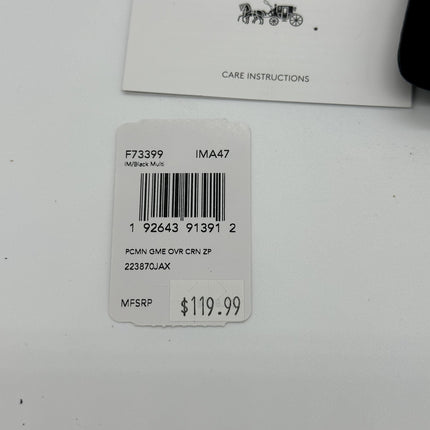 CARE INSTRUCTIONS
F73399 IMA47
IM/Black Multi
1 92643 91391 2
PCMN GME OVR CRN ZP
223870JAX
MFSRP $119.99